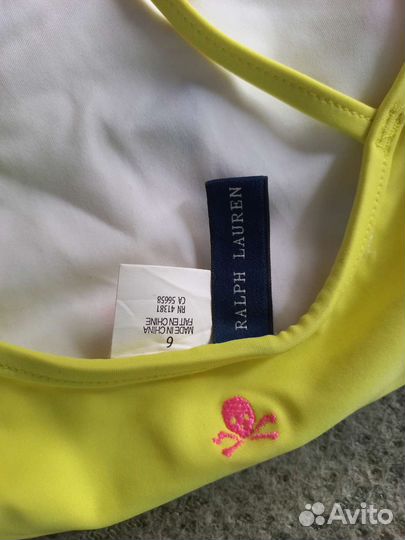 RALPH LAUREN
6
MADE IN CHINA
FAIT EN CHINE
RN 41381
CA 56658
Avito